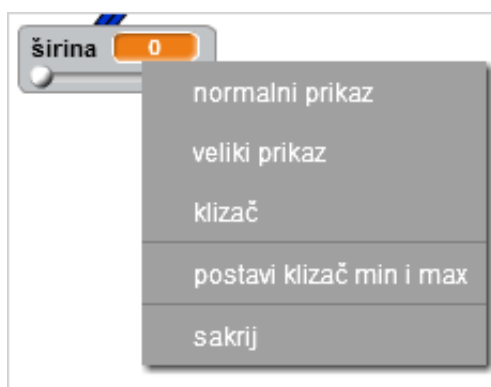 širina 0
normalni prikaz
veliki prikaz
klizač
postavi klizač min i max
sakrij